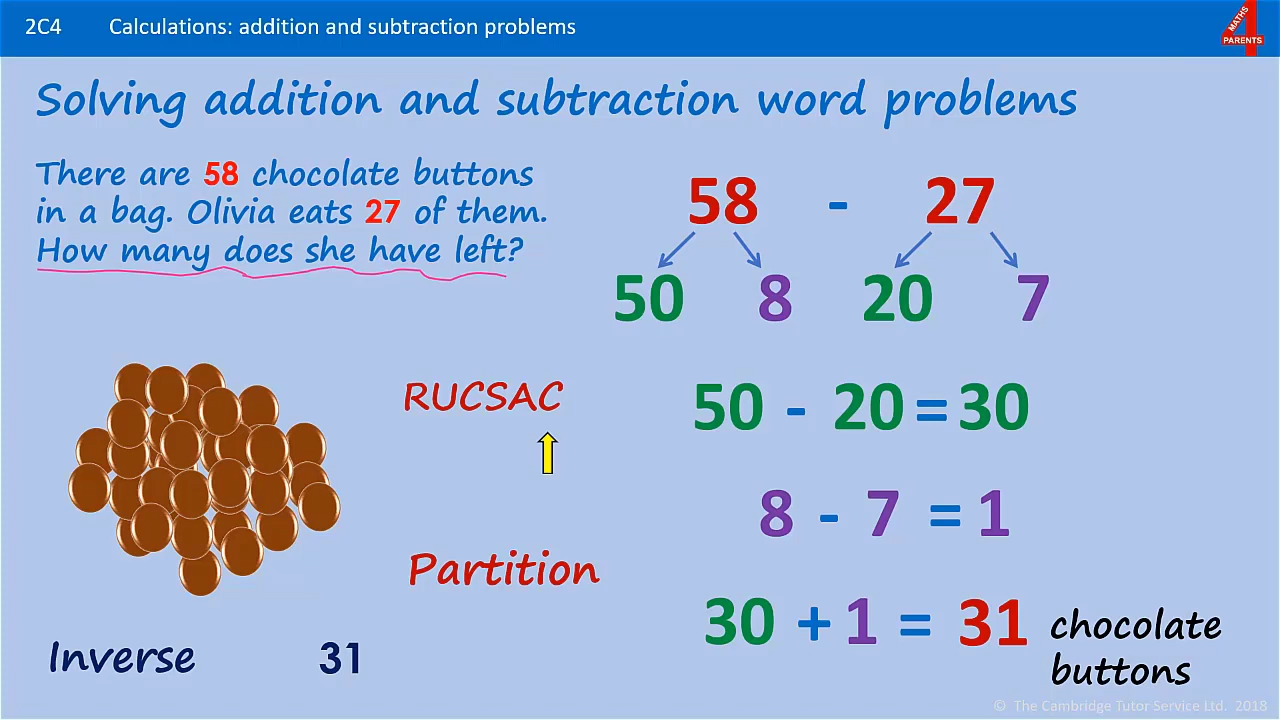 2C4 Calculations: addition and subtraction problems
MATHS
4
PARENTS
Solving addition and subtraction word problems
There are 58 chocolate buttons
in a bag. Olivia eats 27 of them.
How many does she have left?
58 - 27
50 8 20 7
RUCSAC
50 - 20 = 30
8 - 7 = 1
Partition
30 + 1 = 31 chocolate
buttons
Inverse 31
© The Cambridge Tutor Service Ltd. 2018